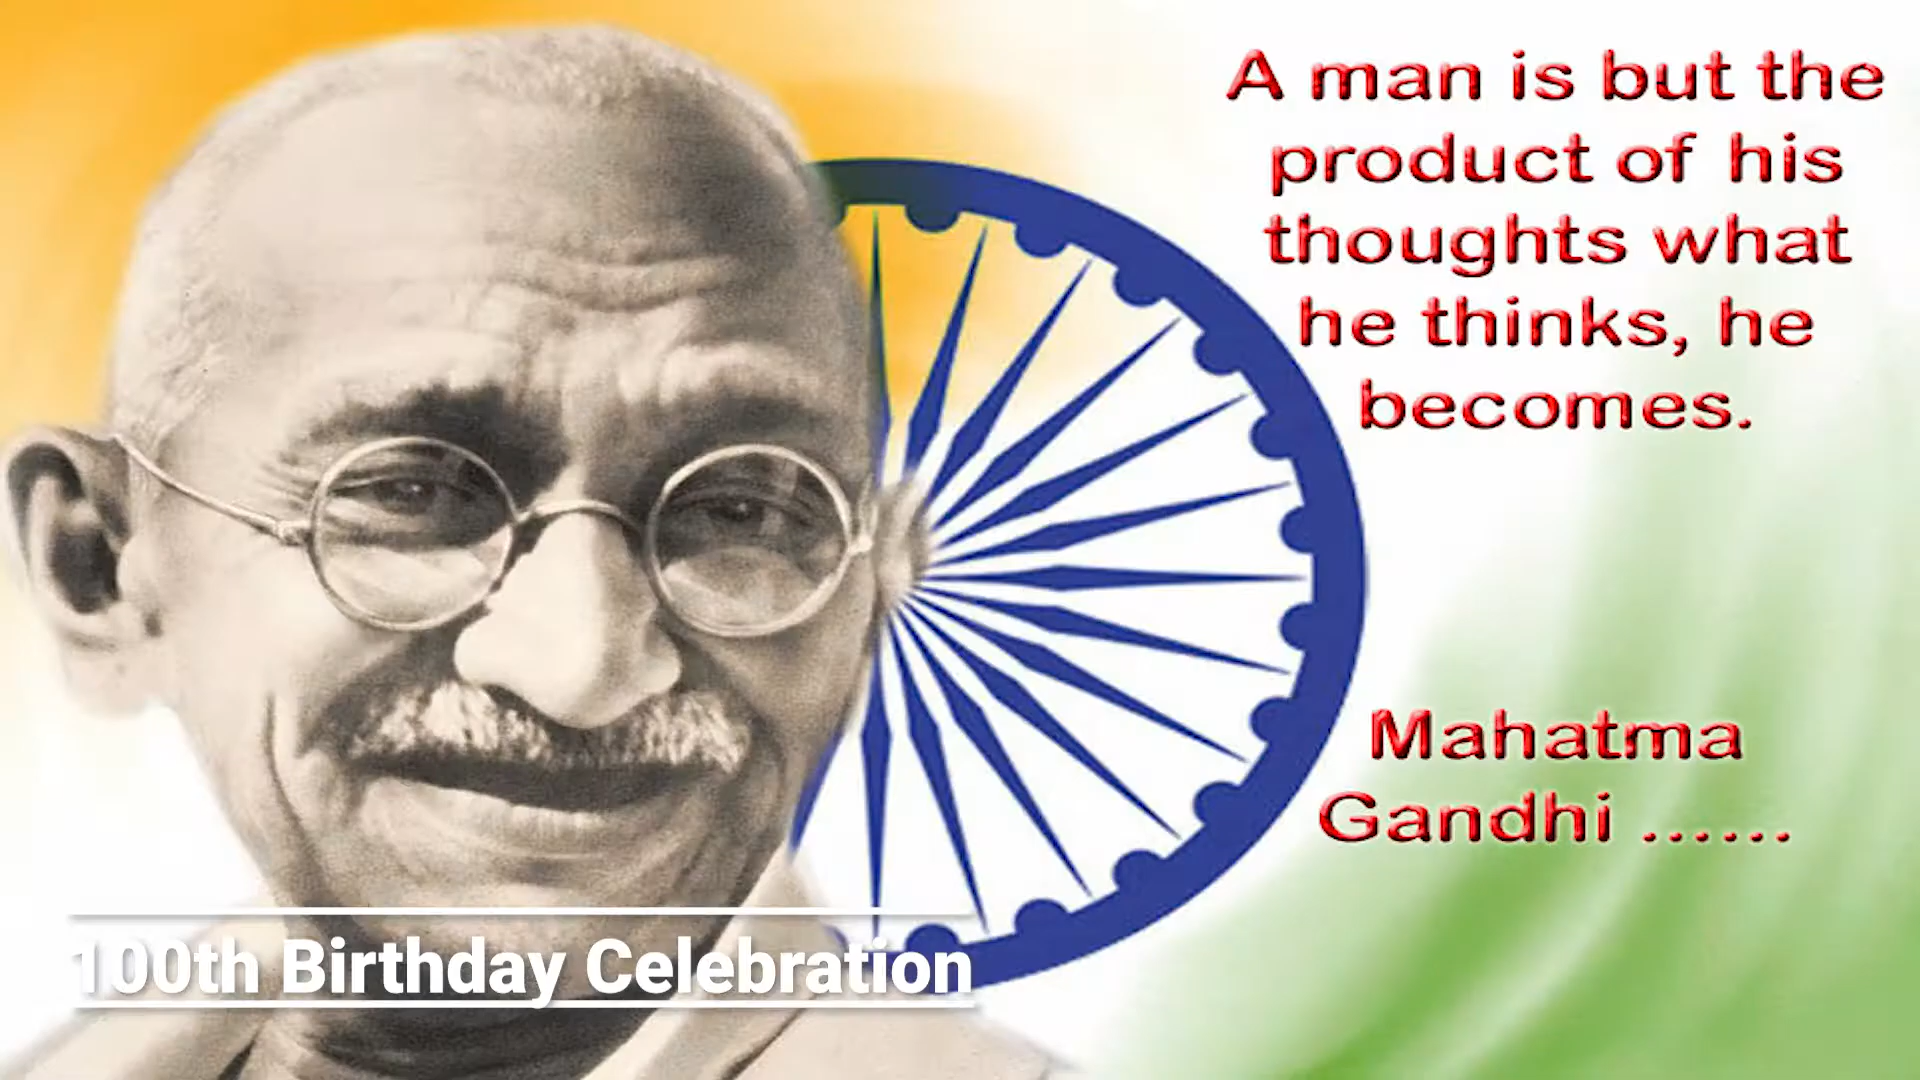 A man is but the
product of his
thoughts what
he thinks, he
becomes.
Mahatma
Gandhi ......
100th Birthday Celebration